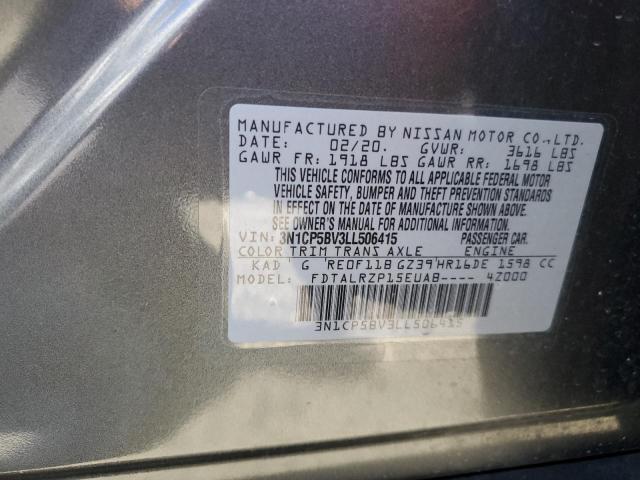 MANUFACTURED BY NISSAN MOTOR CO.,LTD.
DATE: 02/20. GVWR: 3616 LBS
GAWR FR: 1918 LBS GAWR RR: 1698 LBS
THIS VEHICLE CONFORMS TO ALL APPLICABLE FEDERAL MOTOR
VEHICLE SAFETY, BUMPER AND THEFT PREVENTION STANDARDS
IN EFFECT ON THE DATE OF MANUFACTURE SHOWN ABOVE.
SEE OWNER'S MANUAL FOR LOAD INFORMATION.
VIN: 3N1CP5BV3LL506415 PASSENGER CAR.
COLOR TRIM TRANS AXLE ENGINE
KAD G RE0F11B GZ39 HR16DE 1598 CC
MODEL: FDTALRZP15EUAB---- 4Z000
3N1CP5BV3LL506415